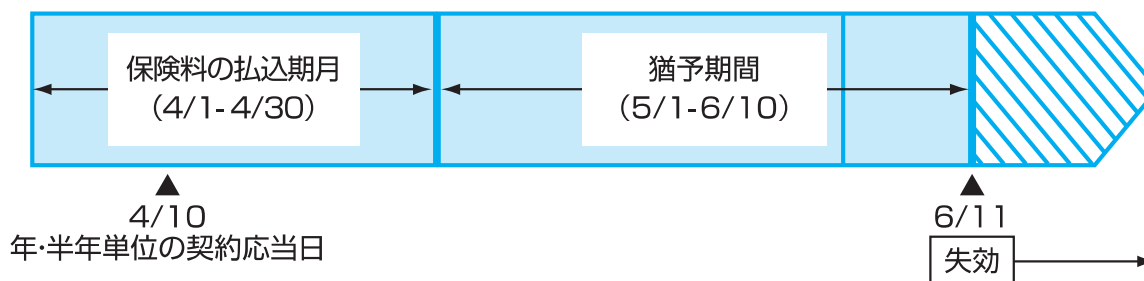 保険料の払込期月
（4/1-4/30）
猶予期間
（5/1-6/10）
4/10
年・半年単位の契約応当日
6/11
失効